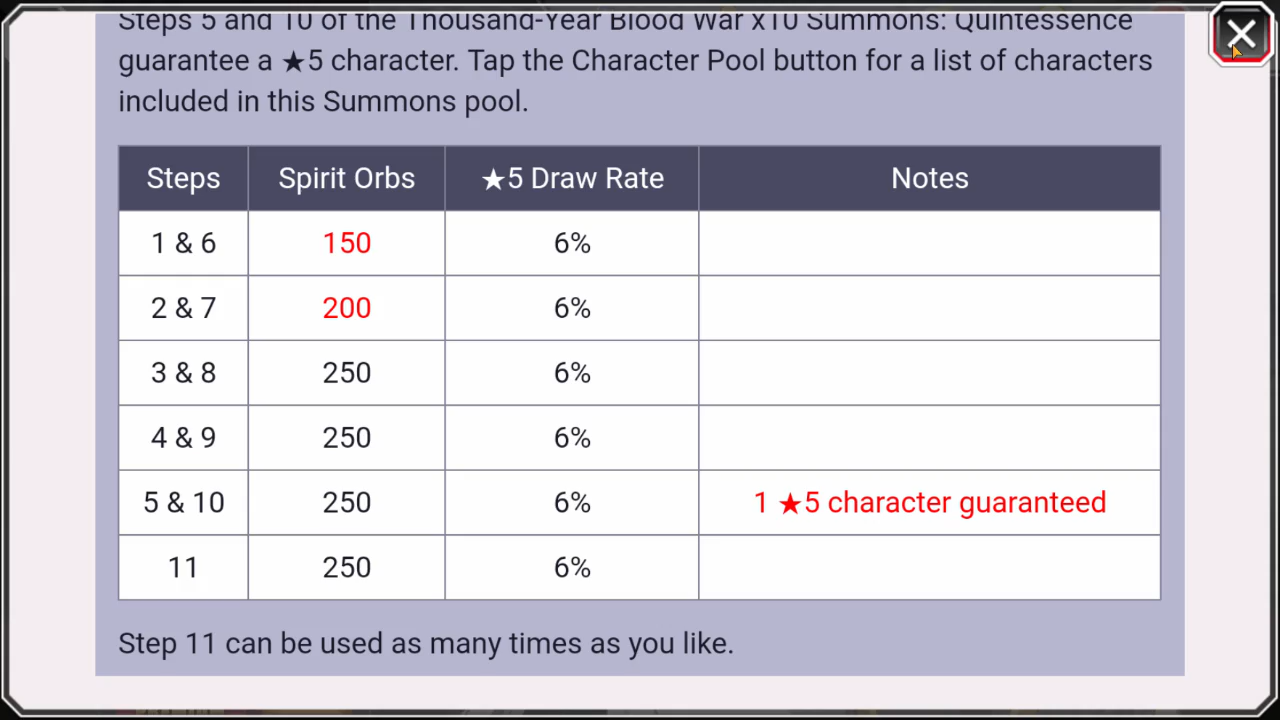 Steps 5 and 10 of the Thousand-Year Blood War x10 Summons: Quintessence
guarantee a ★5 character. Tap the Character Pool button for a list of characters
included in this Summons pool.
Steps Spirit Orbs ★5 Draw Rate Notes
1 & 6 150 6%
2 & 7 200 6%
3 & 8 250 6%
4 & 9 250 6%
5 & 10 250 6% 1 ★5 character guaranteed
11 250 6%
Step 11 can be used as many times as you like.